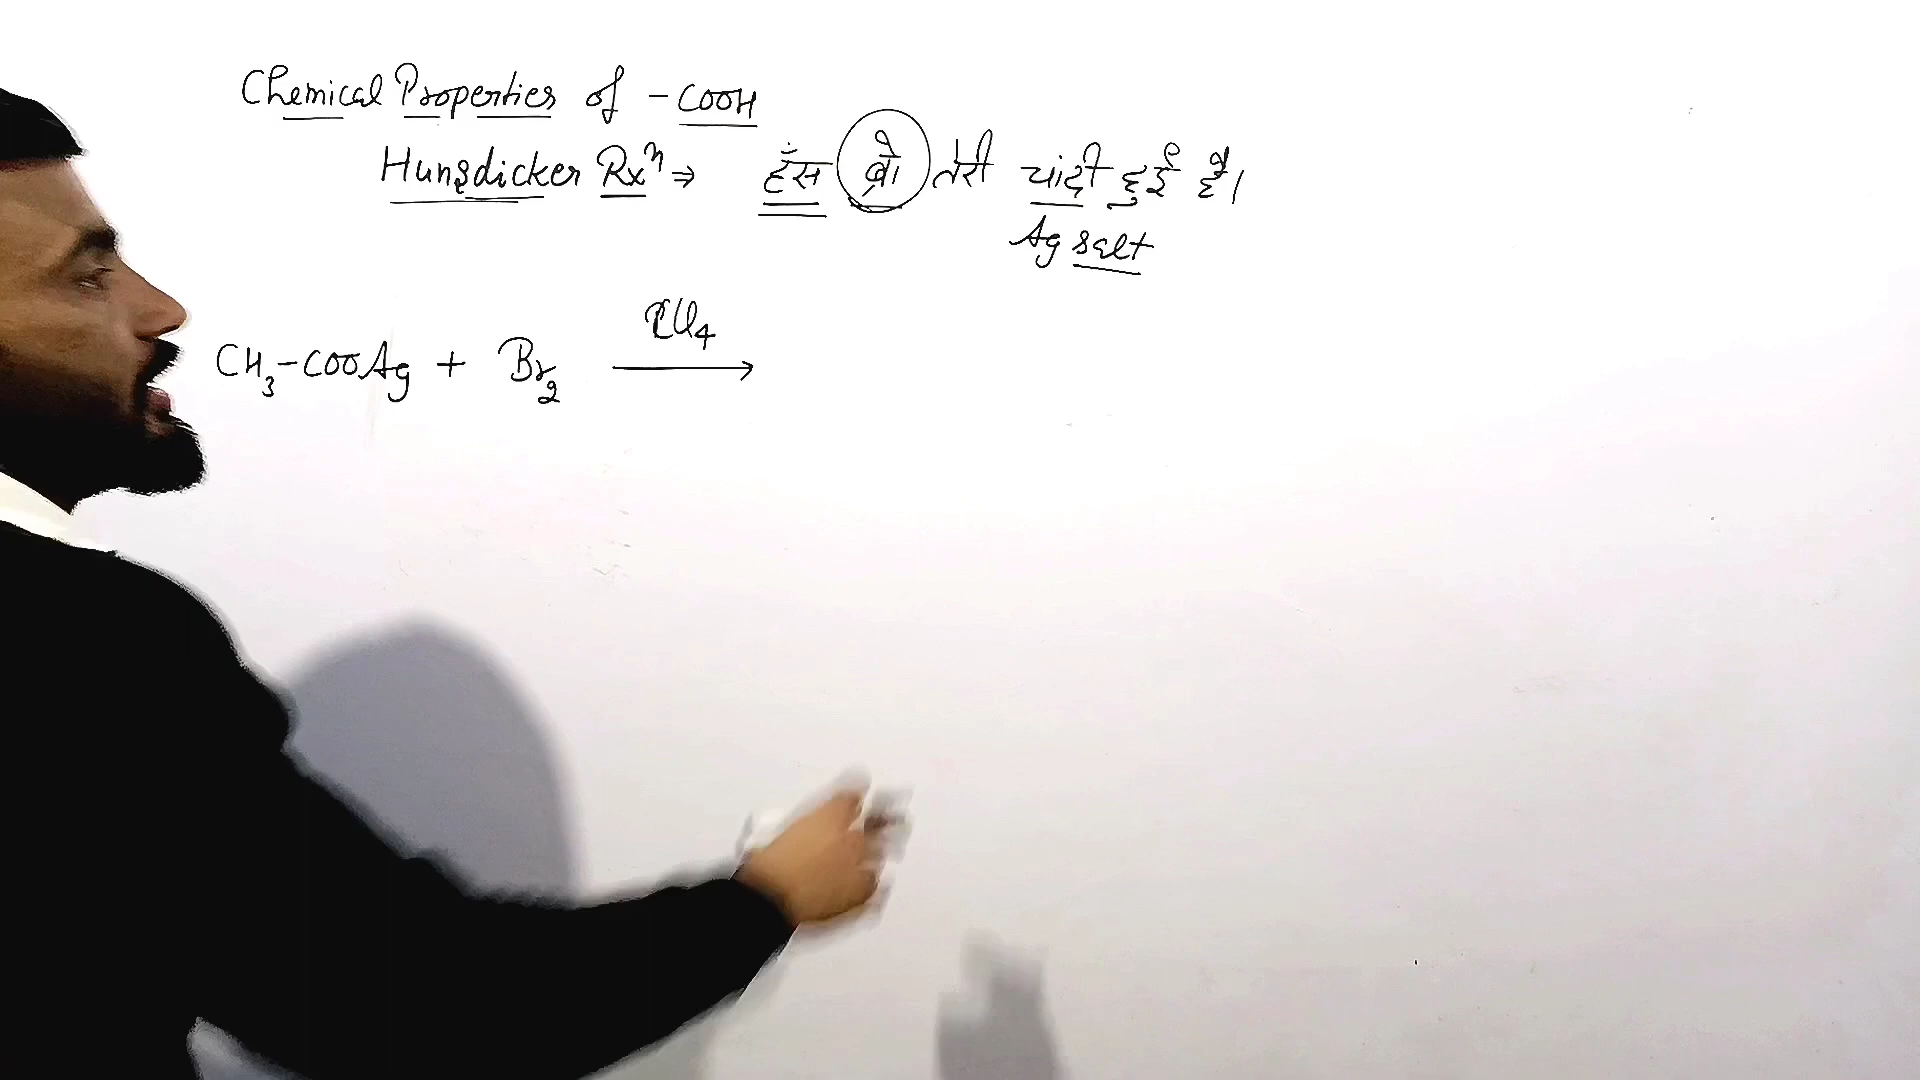 Chemical Properties of -COOH
Hunsdicker Rxⁿ ⇒ हंस ब्रो तेरी चांदी हुई है।
Ag salt
CCl₄
CH₃-COOAg + Br₂ →